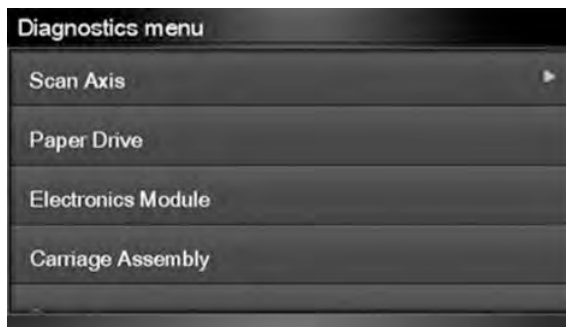 Diagnostics menu
Scan Axis
Paper Drive
Electronics Module
Carriage Assembly